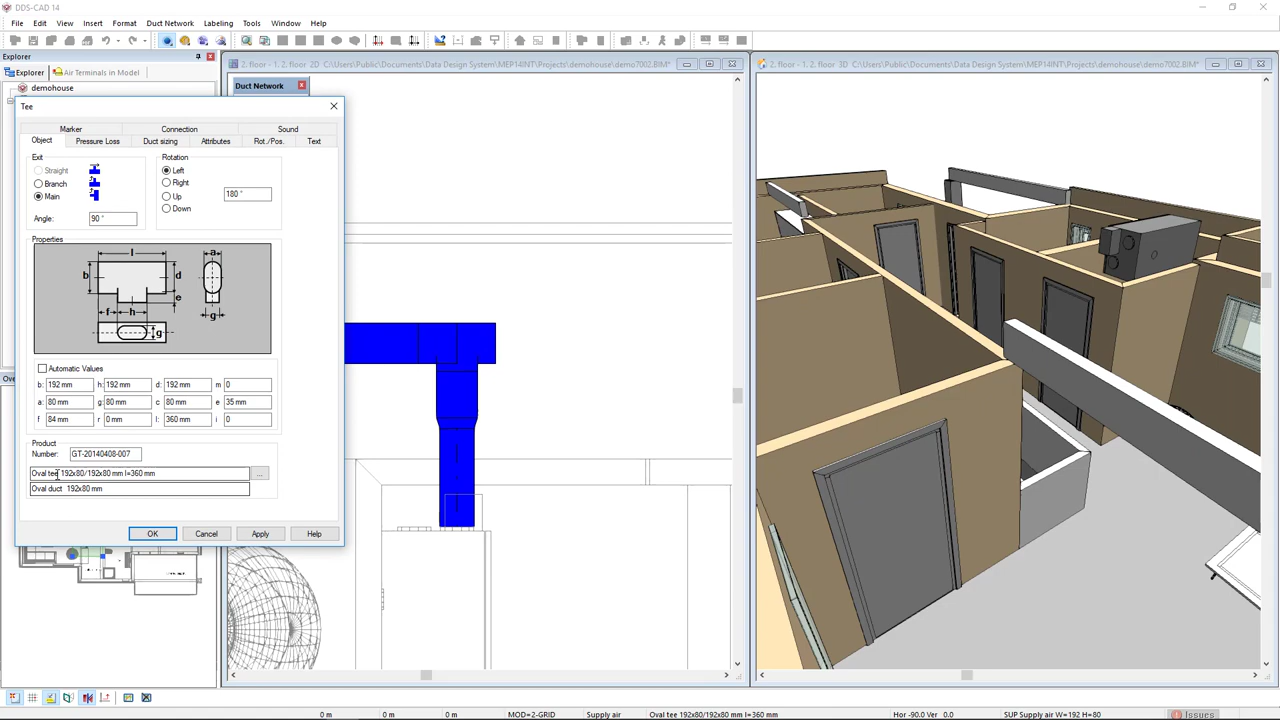 DDS-CAD 14
File Edit View Insert Format Duct Network Labeling Tools Window Help
Explorer
Explorer Air Terminals in Model
demohouse
2. floor - 1. 2. floor 2D C:\Users\Public\Documents\Data Design System\MEP14INT\Projects\demohouse\demo7002.BIM*
2. floor - 1. 2. floor 3D C:\Users\Public\Documents\Data Design System\MEP14INT\Projects\demohouse\demo7002.BIM*
Duct Network
Tee
Marker Connection Sound
Object Pressure Loss Duct sizing Attributes Rot./Pos. Text
Exit
Straight
Branch
Main
Angle: 90 °
Rotation
Left
Right
Up
Down
180 °
Properties
l a
b d
e
f h g
g
Automatic Values
b: 192 mm h: 192 mm d: 192 mm m 0
a: 80 mm g: 80 mm c 80 mm e 35 mm
f 84 mm r 0 mm l: 360 mm i 0
Product
Number: GT-20140408-007
Oval tee 192x80/192x80 mm l=360 mm
...
Oval duct 192x80 mm
OK Cancel Apply Help
0 m 0 m 0 m MOD=2-GRID Supply air Oval tee 192x80/192x80 mm l=360 mm Hor -90.0 Ver 0.0 SUP Supply air W=192 H=80 Issues